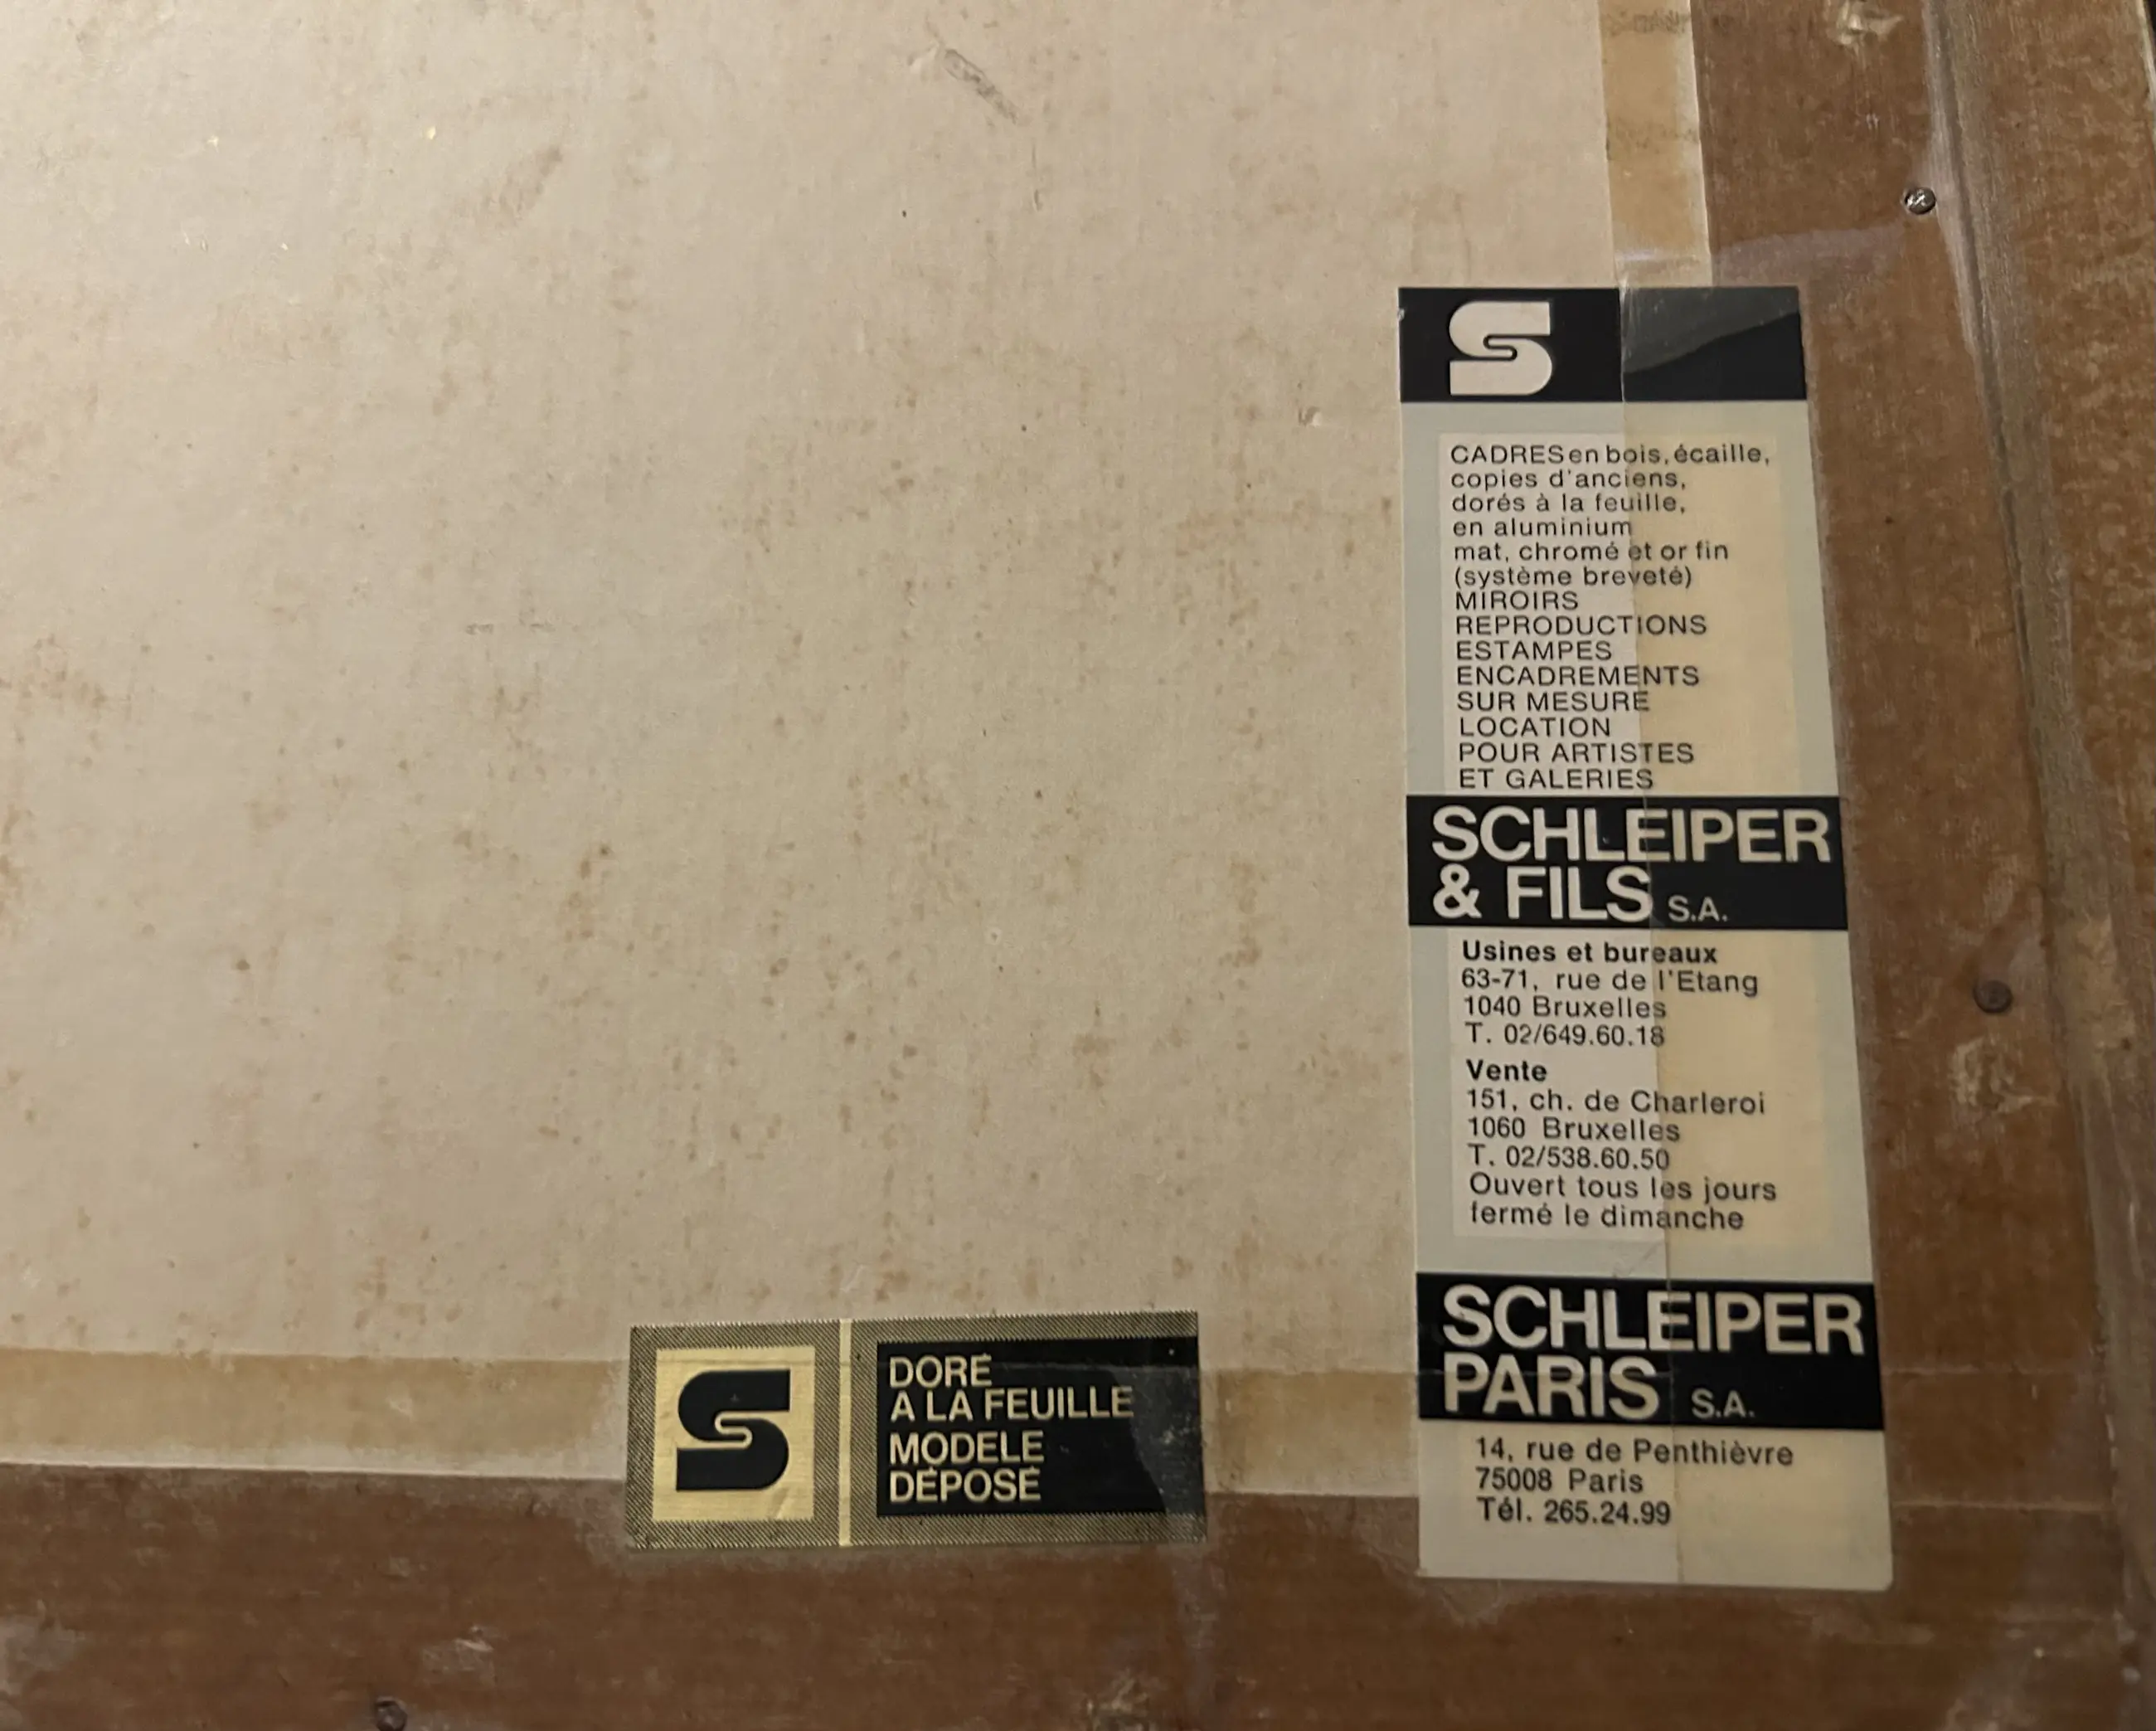 S
CADRES en bois, écaille,
copies d'anciens,
dorés à la feuille,
en aluminium
mat, chromé et or fin
(système breveté)
MIROIRS
REPRODUCTIONS
ESTAMPES
ENCADREMENTS
SUR MESURE
LOCATION
POUR ARTISTES
ET GALERIES
SCHLEIPER
& FILS S.A.
Usines et bureaux
63-71, rue de l'Etang
1040 Bruxelles
T. 02/649.60.18
Vente
151, ch. de Charleroi
1060 Bruxelles
T. 02/538.60.50
Ouvert tous les jours
fermé le dimanche
SCHLEIPER
PARIS S.A.
14, rue de Penthièvre
75008 Paris
Tél. 265.24.99
S
DORÉ
A LA FEUILLE
MODELE
DÉPOSÉ